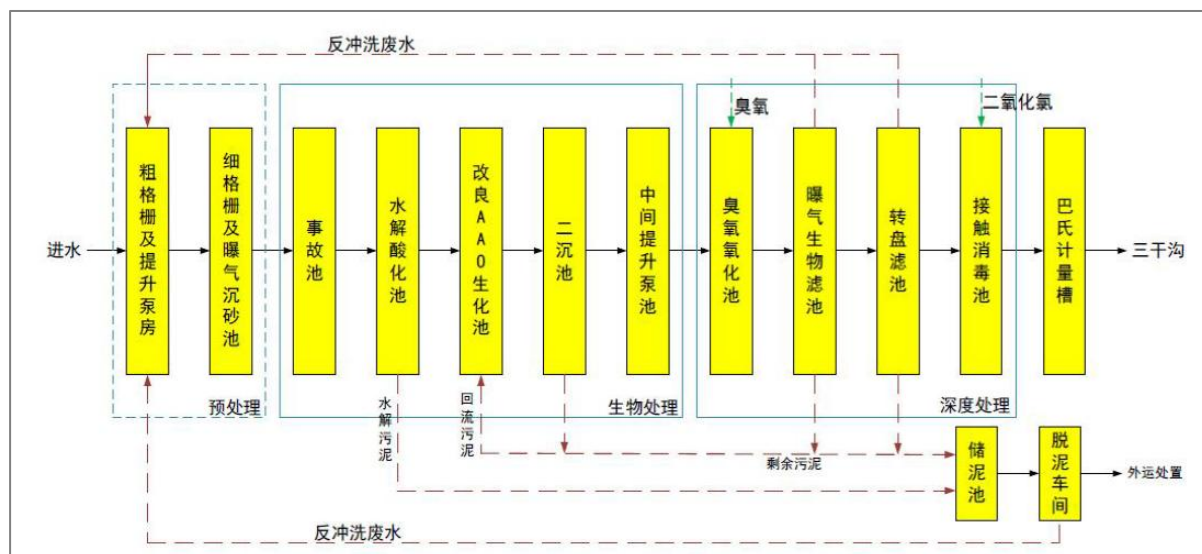 反冲洗废水
臭氧
二氧化氯
进水
粗格栅及提升泵房
细格栅及曝气沉砂池
事故池
水解酸化池
改良AAO生化池
二沉池
中间提升泵池
臭氧氧化池
曝气生物滤池
转盘滤池
接触消毒池
巴氏计量槽
三干沟
预处理
生物处理
深度处理
水解污泥
回流污泥
剩余污泥
储泥池
脱泥车间
外运处置
反冲洗废水